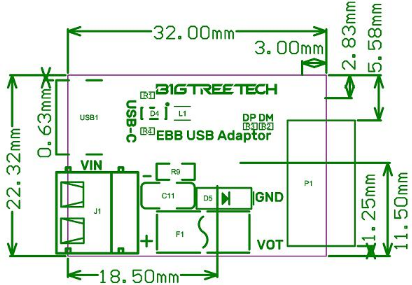 32.00mm
3.00mm
2.83mm
5.58mm
BIGTREETECH
R3
USB1
0.63mm
USB-C
D4
L1
R4
EBB USB Adaptor
DP DM
R1 R2
22.32mm
VIN
-
R9
P1
C11
D5
GND
J1
+
F1
VOT
1.25mm
11.50mm
18.50mm